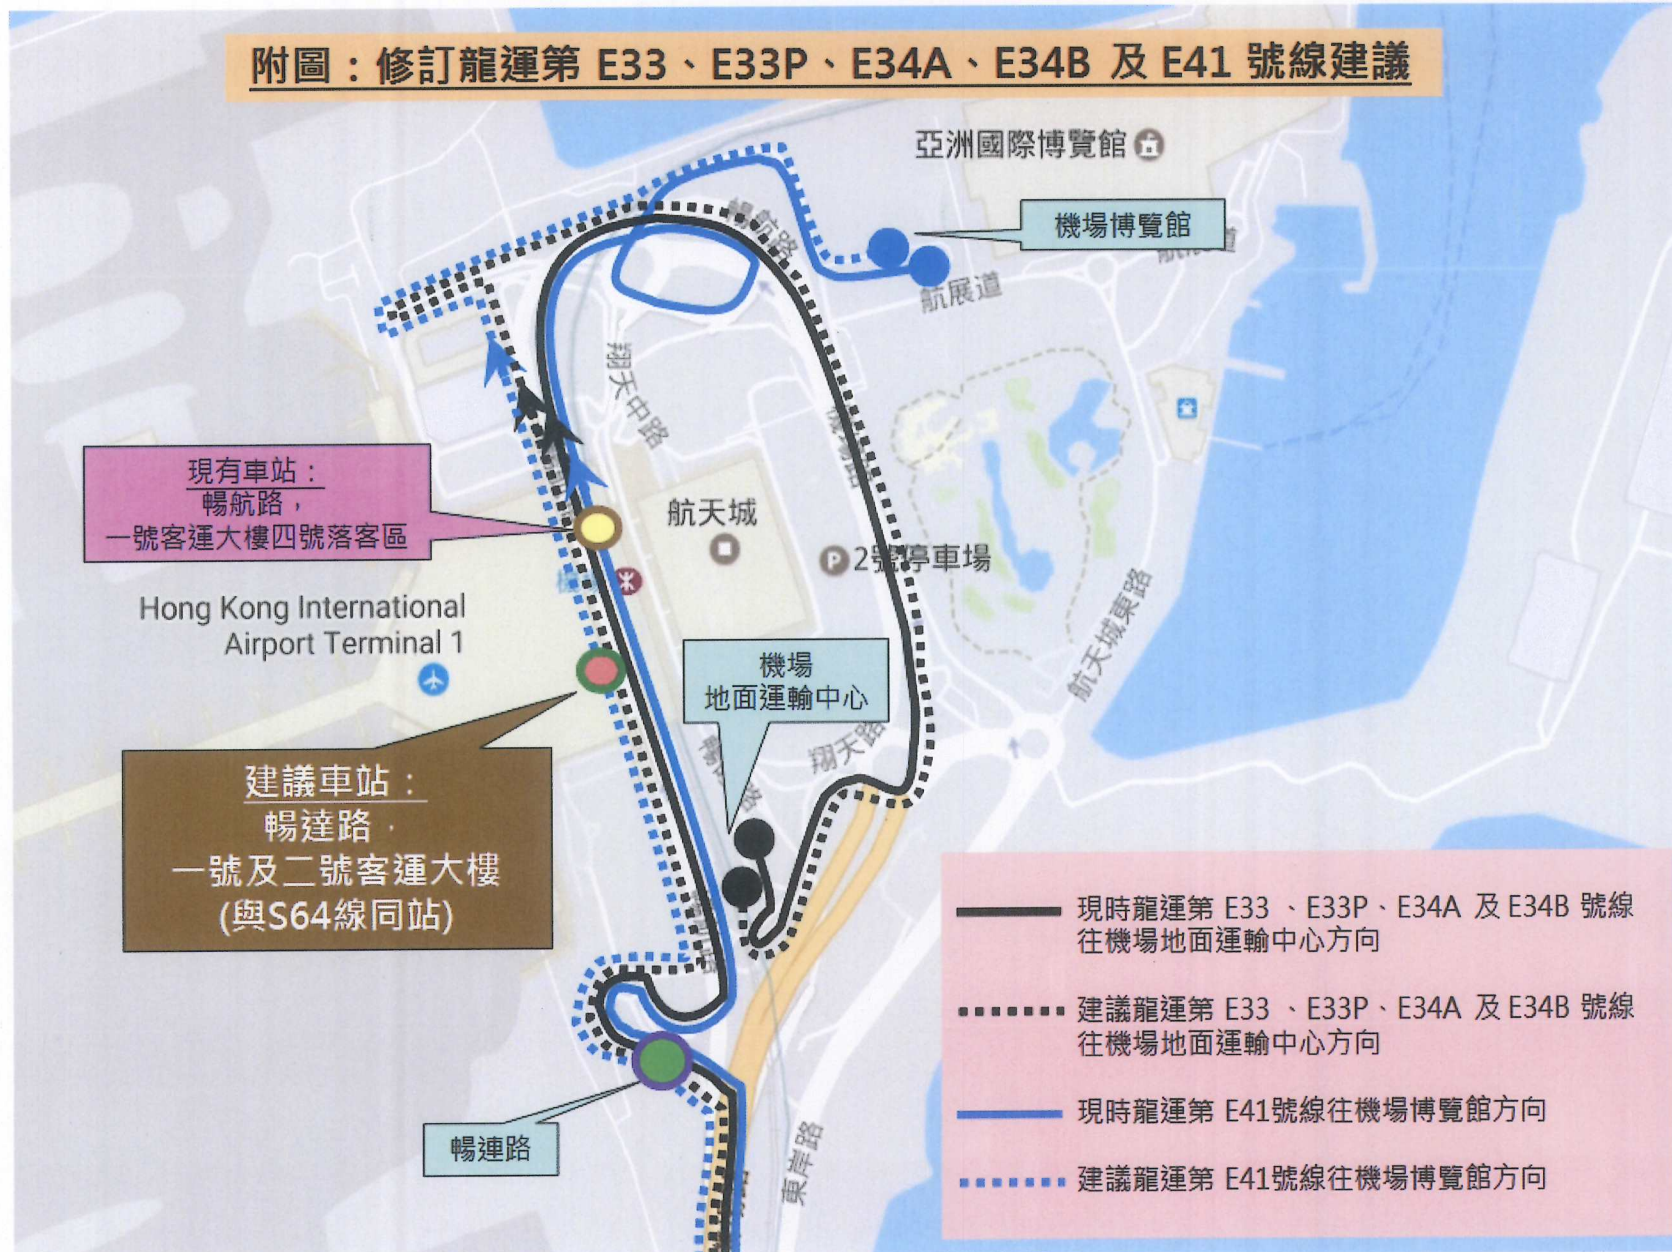 附圖：修訂龍運第 E33、E33P、E34A、E34B 及 E41 號線建議
亞洲國際博覽館
機場博覽館
暢航路
航展道
翔天中路
機場路
現有車站：
暢航路，
一號客運大樓四號落客區
航天城
2號停車場
Hong Kong International
Airport Terminal 1
航天城東路
機場
地面運輸中心
翔天路
建議車站：
暢達路，
一號及二號客運大樓
(與S64線同站)
暢連路
東岸路
現時龍運第 E33 、E33P、E34A 及 E34B 號線
往機場地面運輸中心方向
建議龍運第 E33 、E33P、E34A 及 E34B 號線
往機場地面運輸中心方向
現時龍運第 E41號線往機場博覽館方向
建議龍運第 E41號線往機場博覽館方向